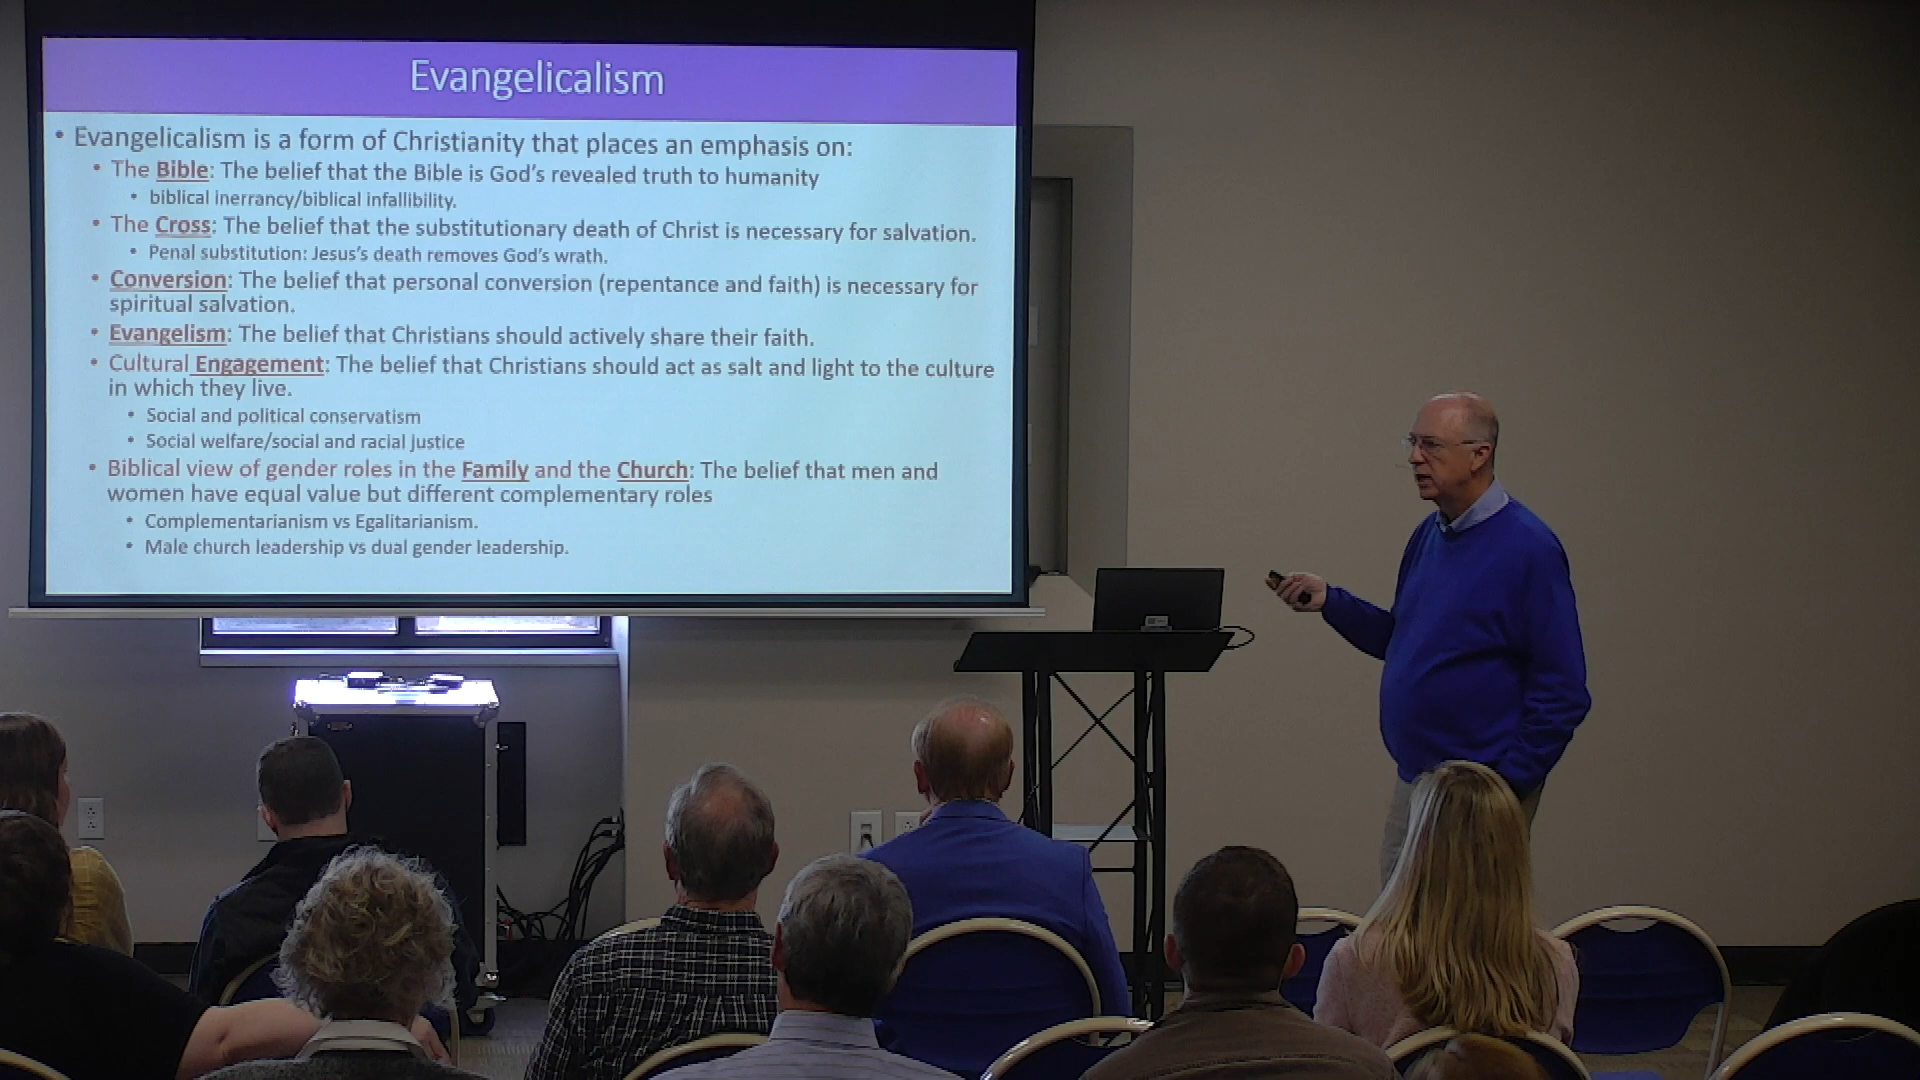 Evangelicalism
• Evangelicalism is a form of Christianity that places an emphasis on:
• The Bible: The belief that the Bible is God's revealed truth to humanity
• biblical inerrancy/biblical infallibility.
• The Cross: The belief that the substitutionary death of Christ is necessary for salvation.
• Penal substitution: Jesus's death removes God's wrath.
• Conversion: The belief that personal conversion (repentance and faith) is necessary for
spiritual salvation.
• Evangelism: The belief that Christians should actively share their faith.
• Cultural Engagement: The belief that Christians should act as salt and light to the culture
in which they live.
• Social and political conservatism
• Social welfare/social and racial justice
• Biblical view of gender roles in the Family and the Church: The belief that men and
women have equal value but different complementary roles
• Complementarianism vs Egalitarianism.
• Male church leadership vs dual gender leadership.